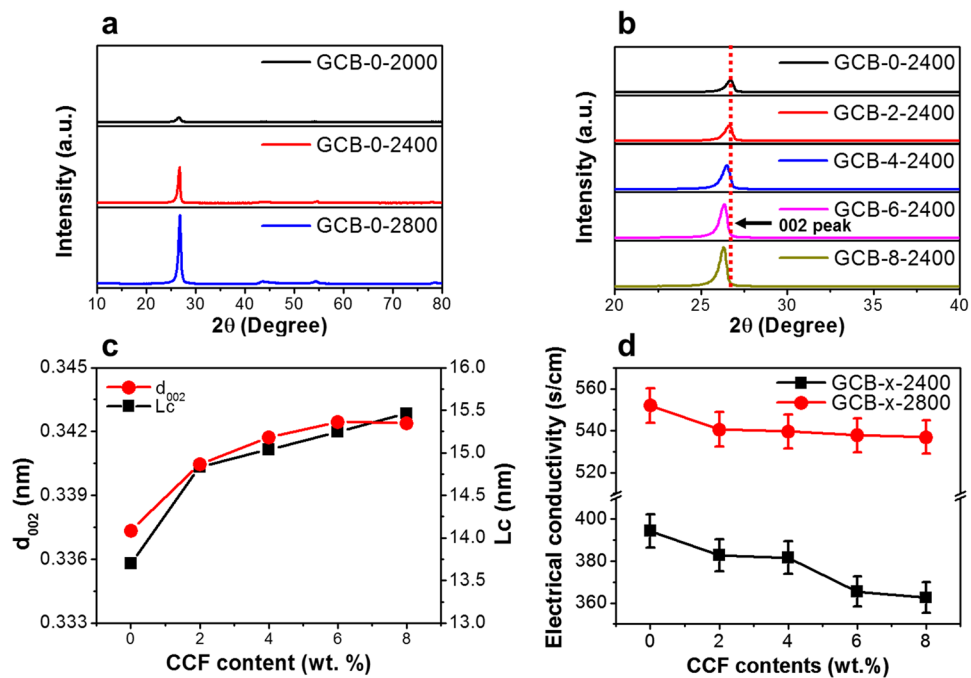 a
GCB-0-2000
GCB-0-2400
GCB-0-2800
Intensity (a.u.)
10 20 30 40 50 60 70 80
2θ (Degree)
b
GCB-0-2400
GCB-2-2400
GCB-4-2400
GCB-6-2400
002 peak
GCB-8-2400
Intensity (a.u.)
20 25 30 35 40
2θ (Degree)
c
d002
Lc
0.345
0.342
0.339
0.336
0.333
d002 (nm)
16.0
15.5
15.0
14.5
14.0
13.5
13.0
Lc (nm)
0 2 4 6 8
CCF content (wt. %)
d
GCB-x-2400
GCB-x-2800
560
540
520
400
380
360
Electrical conductivity (s/cm)
0 2 4 6 8
CCF contents (wt.%)